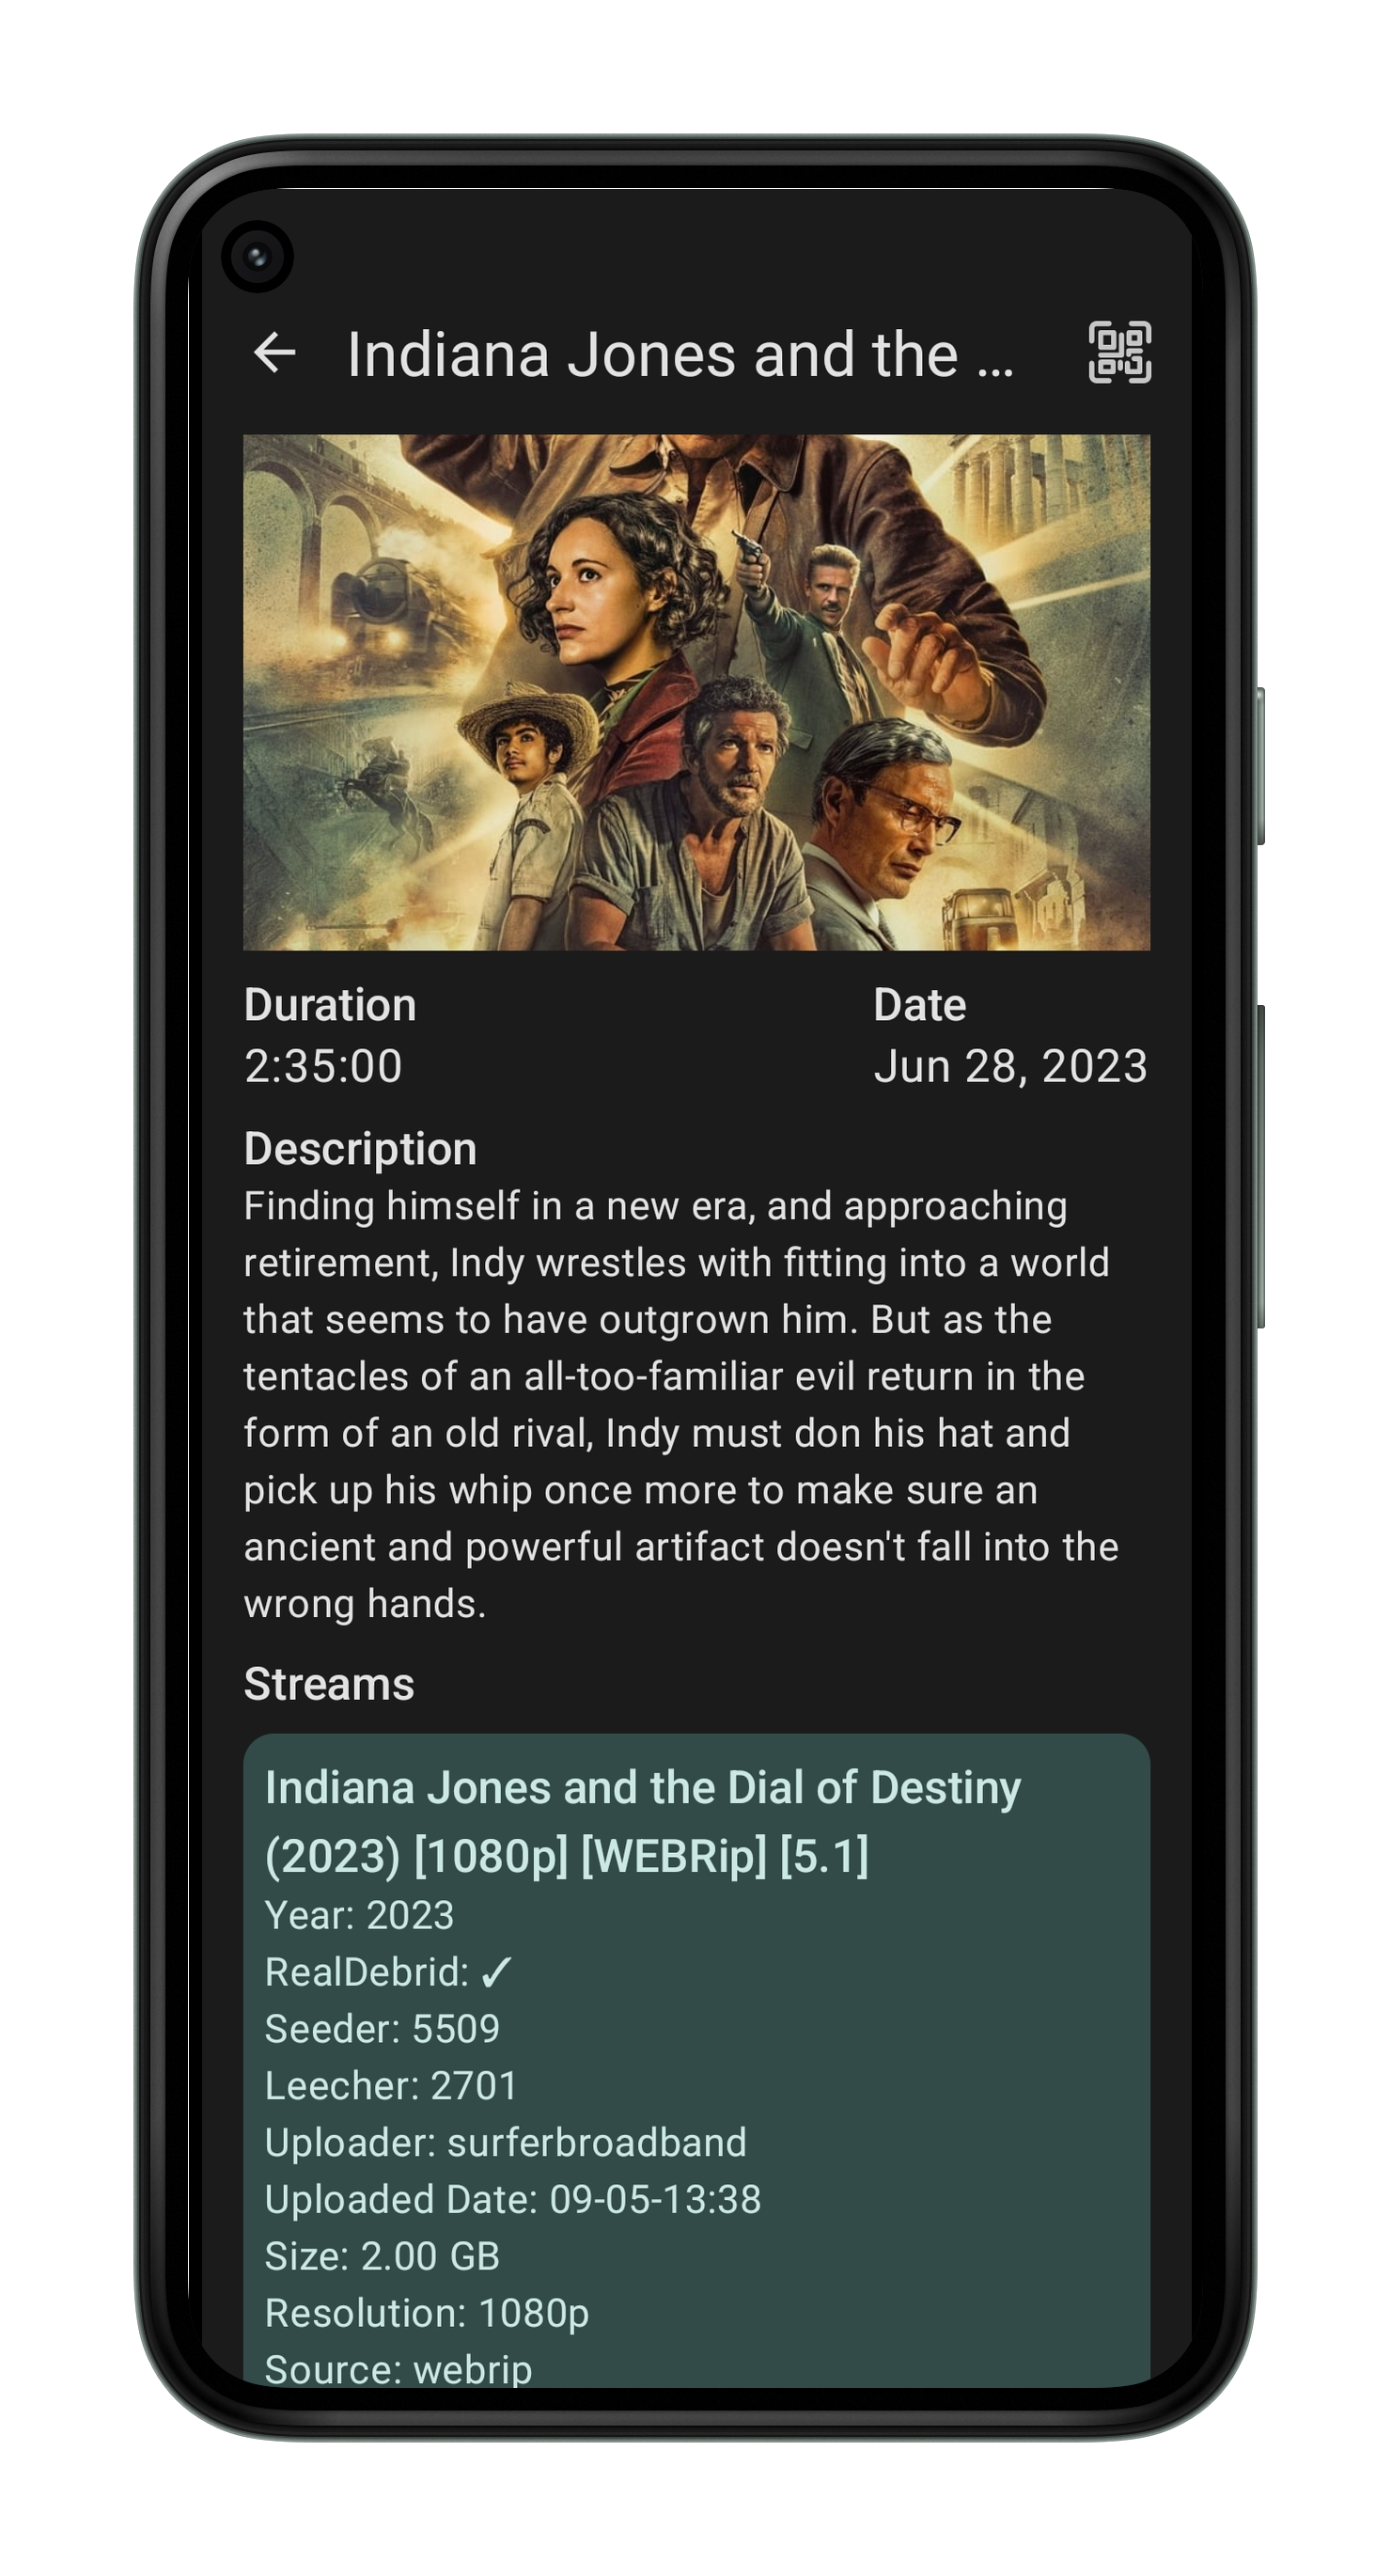 Indiana Jones and the ...
Duration
Date
2:35:00
Jun 28, 2023
Description
Finding himself in a new era, and approaching
retirement, Indy wrestles with fitting into a world
that seems to have outgrown him. But as the
tentacles of an all-too-familiar evil return in the
form of an old rival, Indy must don his hat and
pick up his whip once more to make sure an
ancient and powerful artifact doesn't fall into the
wrong hands.
Streams
Indiana Jones and the Dial of Destiny
(2023) [1080p] [WEBRip] [5.1]
Year: 2023
RealDebrid: ✓
Seeder: 5509
Leecher: 2701
Uploader: surferbroadband
Uploaded Date: 09-05-13:38
Size: 2.00 GB
Resolution: 1080p
Source: webrip